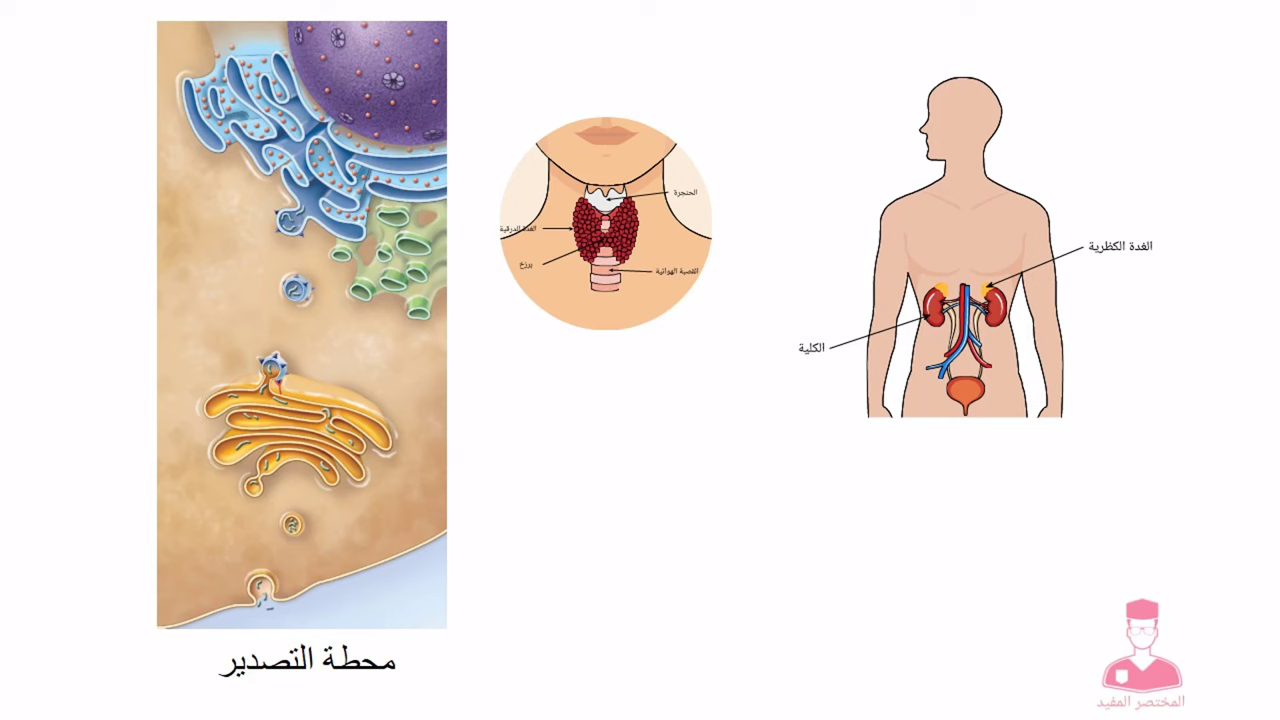 الحنجرة
الغدة الدرقية
برزخ
القصبة الهوائية
الغدة الكظرية
الكلية
محطة التصدير
المختصر المفيد